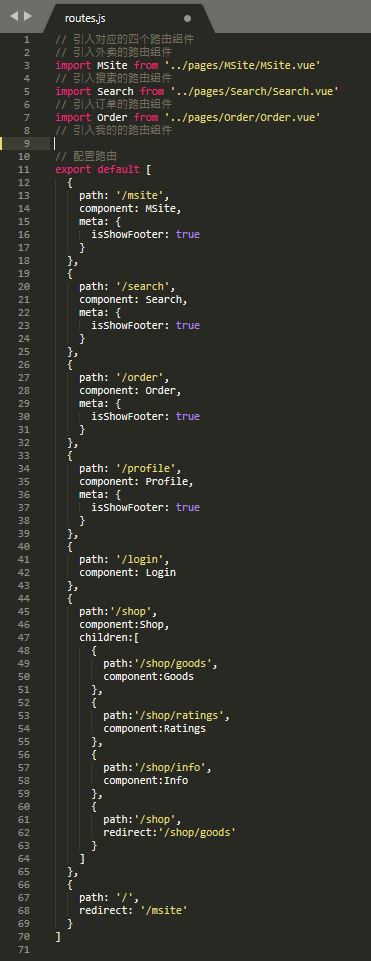 routes.js
1 // 引入对应的四个路由组件
2 // 引入外卖的路由组件
3 import MSite from '../pages/MSite/MSite.vue'
4 // 引入搜索的路由组件
5 import Search from '../pages/Search/Search.vue'
6 // 引入订单的路由组件
7 import Order from '../pages/Order/Order.vue'
8 // 引入我的的路由组件
9
10 // 配置路由
11 export default [
12 {
13 path: '/msite',
14 component: MSite,
15 meta: {
16 isShowFooter: true
17 }
18 },
19 {
20 path: '/search',
21 component: Search,
22 meta: {
23 isShowFooter: true
24 }
25 },
26 {
27 path: '/order',
28 component: Order,
29 meta: {
30 isShowFooter: true
31 }
32 },
33 {
34 path: '/profile',
35 component: Profile,
36 meta: {
37 isShowFooter: true
38 }
39 },
40 {
41 path: '/login',
42 component: Login
43 },
44 {
45 path:'/shop',
46 component:Shop,
47 children:[
48 {
49 path:'/shop/goods',
50 component:Goods
51 },
52 {
53 path:'/shop/ratings',
54 component:Ratings
55 },
56 {
57 path:'/shop/info',
58 component:Info
59 },
60 {
61 path:'/shop',
62 redirect:'/shop/goods'
63 }
64 ]
65 },
66 {
67 path: '/',
68 redirect: '/msite'
69 }
70 ]
71